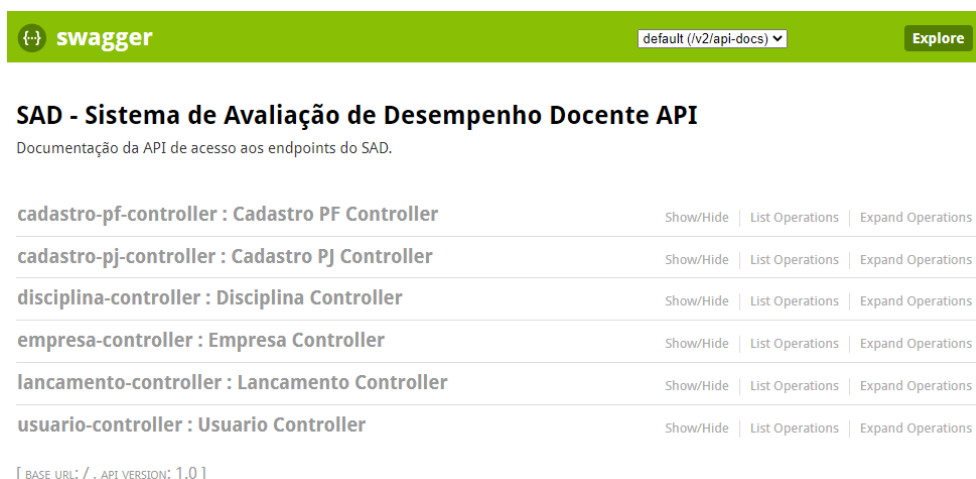 {···} swagger default (/v2/api-docs) Explore
SAD - Sistema de Avaliação de Desempenho Docente API
Documentação da API de acesso aos endpoints do SAD.
cadastro-pf-controller : Cadastro PF Controller Show/Hide List Operations Expand Operations
cadastro-pj-controller : Cadastro PJ Controller Show/Hide List Operations Expand Operations
disciplina-controller : Disciplina Controller Show/Hide List Operations Expand Operations
empresa-controller : Empresa Controller Show/Hide List Operations Expand Operations
lancamento-controller : Lancamento Controller Show/Hide List Operations Expand Operations
usuario-controller : Usuario Controller Show/Hide List Operations Expand Operations
[ BASE URL: / , API VERSION: 1.0 ]